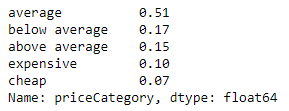 average          0.51
below average    0.17
above average    0.15
expensive        0.10
cheap            0.07
Name: priceCategory, dtype: float64